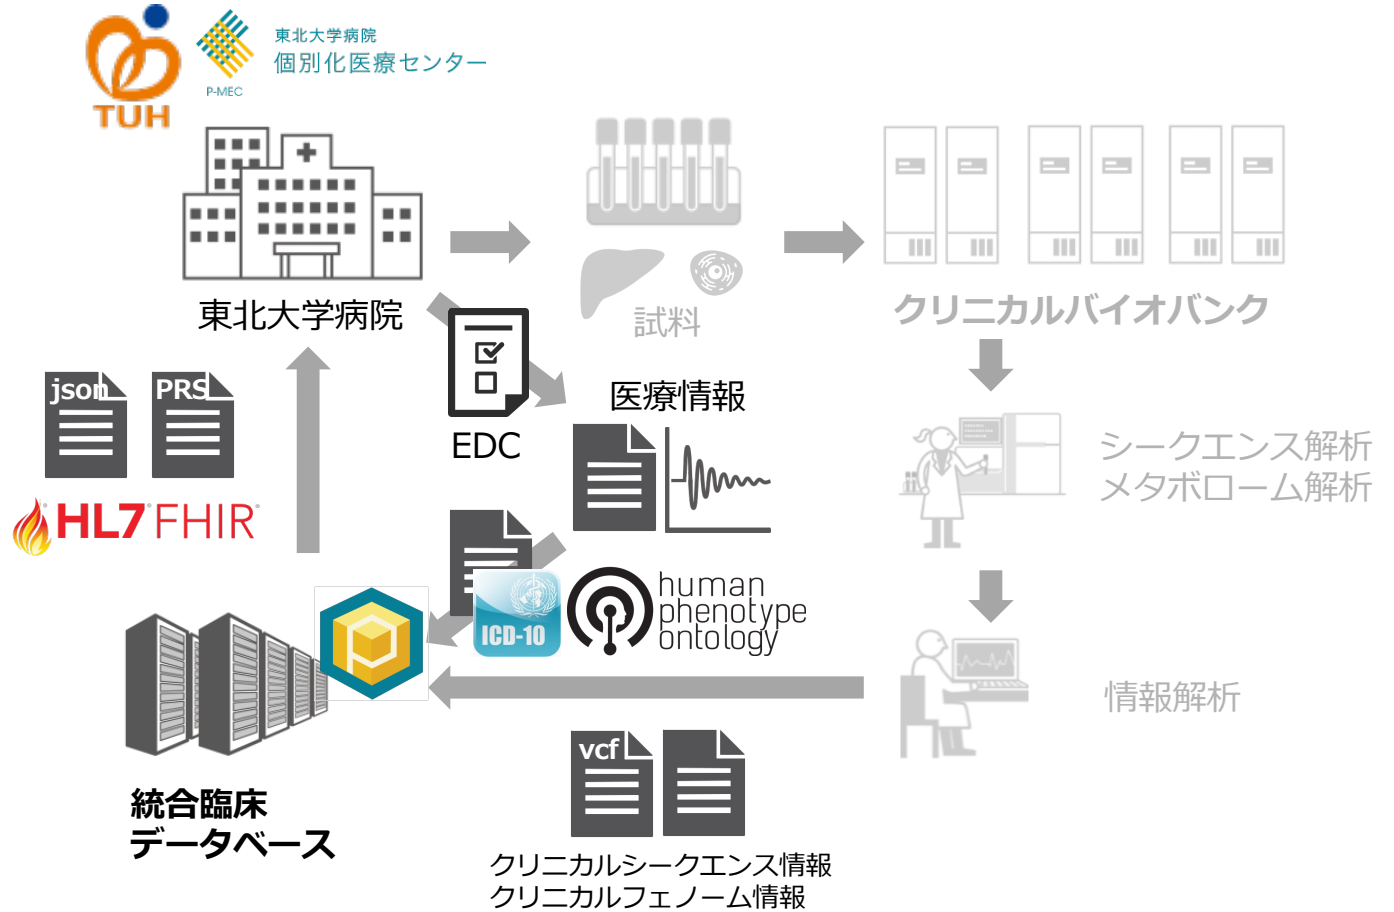 東北大学病院
個別化医療センター
P-MEC
TUH
東北大学病院
試料
クリニカルバイオバンク
json
PRS
EDC
医療情報
シークエンス解析
メタボローム解析
HL7 FHIR
ICD-10
human
phenotype
ontology
情報解析
vcf
統合臨床
データベース
クリニカルシークエンス情報
クリニカルフェノーム情報